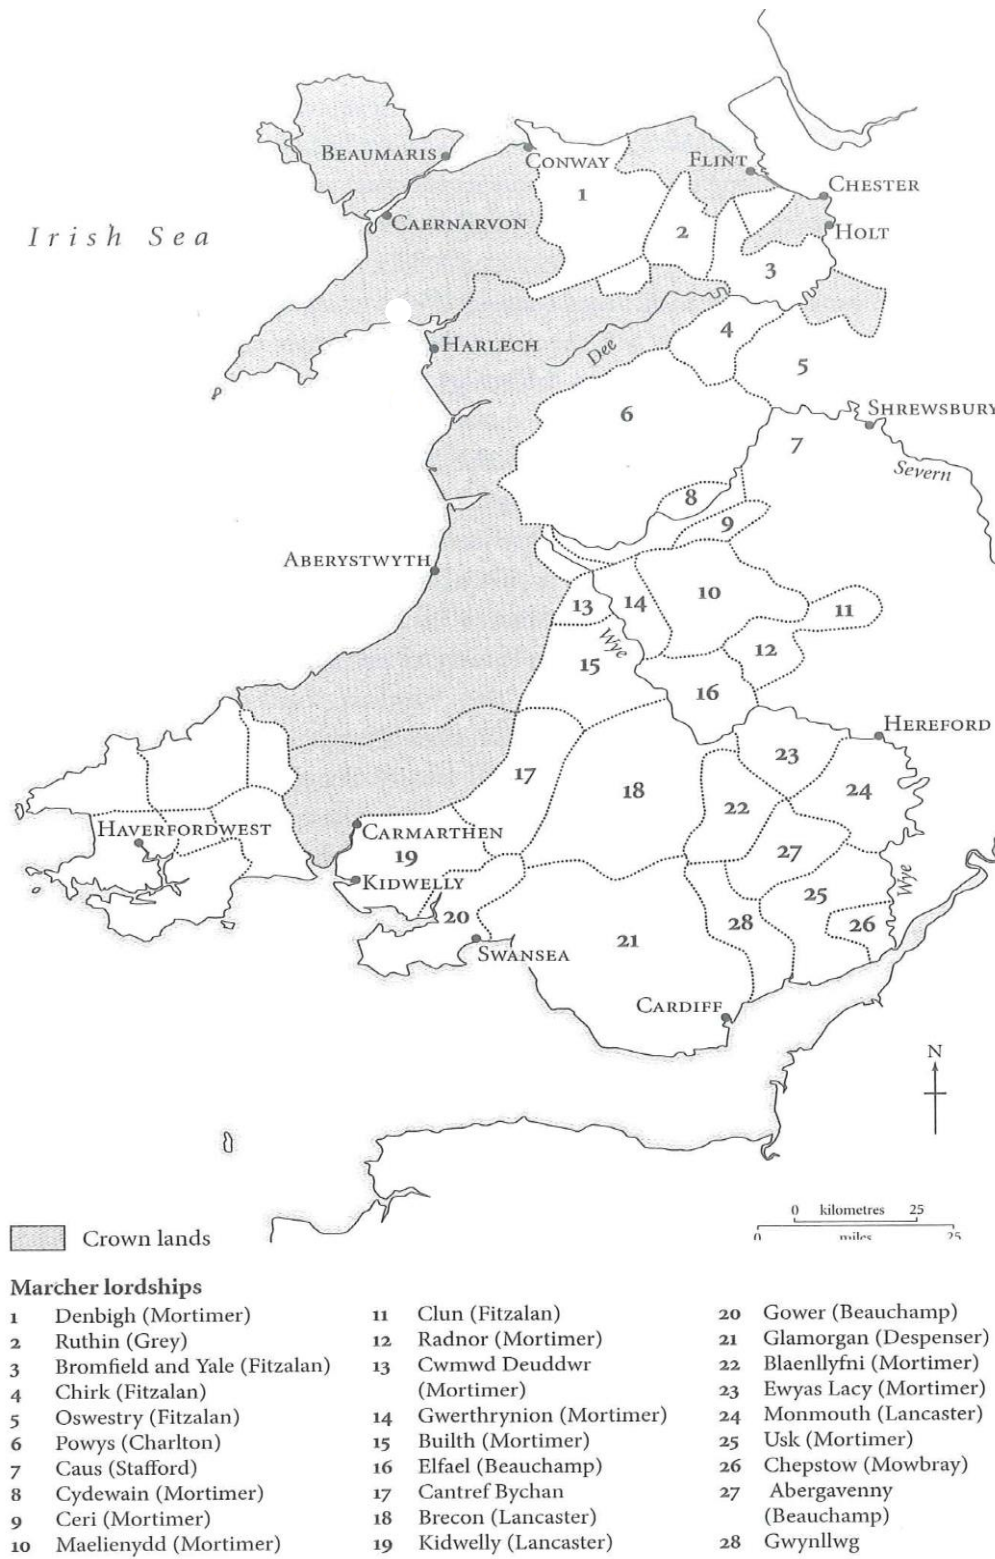 BEAUMARIS
CONWAY
FLINT
CHESTER
1
CAERNARVON
Irish Sea
2
HOLT
3
4
HARLECH
Dee
5
6
SHREWSBURY
7
Severn
8
9
ABERYSTWYTH
10
13
14
11
Wye
12
15
16
HEREFORD
23
17
18
24
22
HAVERFORDWEST
CARMARTHEN
19
27
KIDWELLY
Wye
25
20
28
26
21
SWANSEA
CARDIFF
N
0 kilometres 25
0 miles 25
Crown lands
Marcher lordships
1 Denbigh (Mortimer)
2 Ruthin (Grey)
3 Bromfield and Yale (Fitzalan)
4 Chirk (Fitzalan)
5 Oswestry (Fitzalan)
6 Powys (Charlton)
7 Caus (Stafford)
8 Cydewain (Mortimer)
9 Ceri (Mortimer)
10 Maelienydd (Mortimer)
11 Clun (Fitzalan)
12 Radnor (Mortimer)
13 Cwmwd Deuddwr
(Mortimer)
14 Gwerthrynion (Mortimer)
15 Builth (Mortimer)
16 Elfael (Beauchamp)
17 Cantref Bychan
18 Brecon (Lancaster)
19 Kidwelly (Lancaster)
20 Gower (Beauchamp)
21 Glamorgan (Despenser)
22 Blaenllyfni (Mortimer)
23 Ewyas Lacy (Mortimer)
24 Monmouth (Lancaster)
25 Usk (Mortimer)
26 Chepstow (Mowbray)
27 Abergavenny
(Beauchamp)
28 Gwynllwg